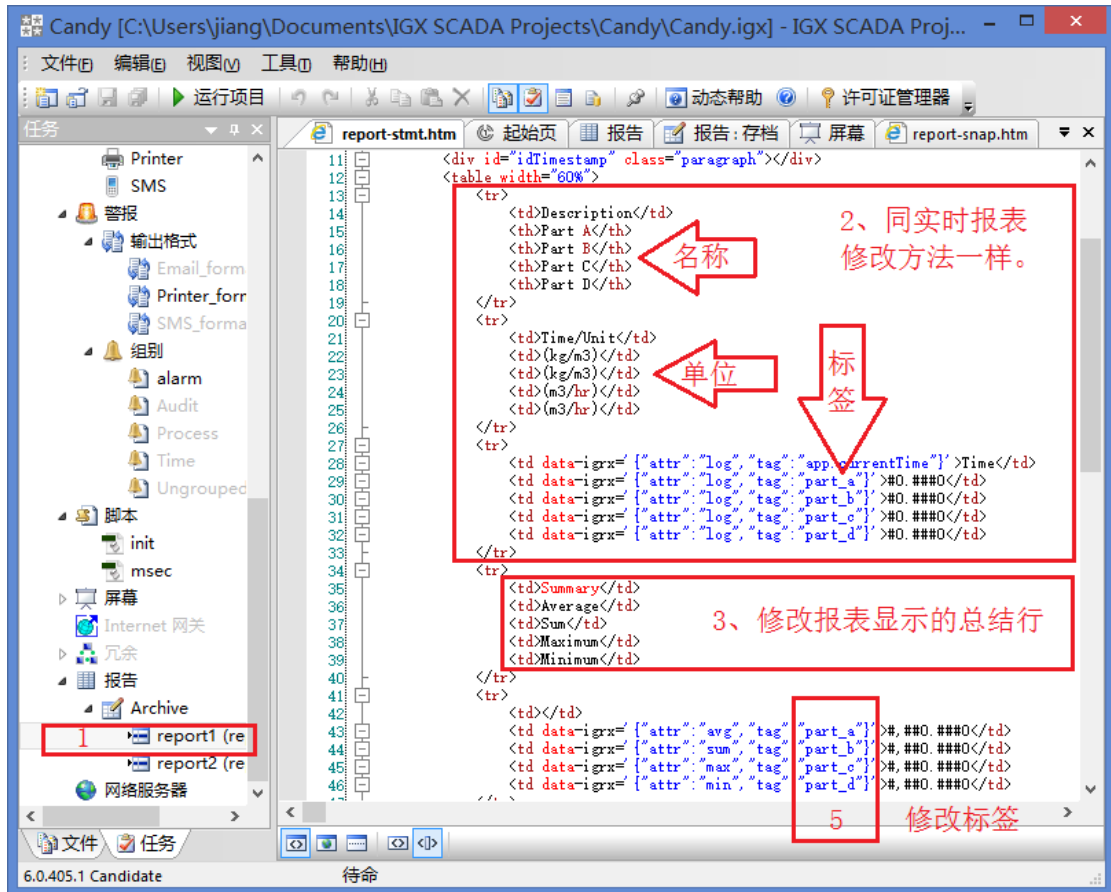 Candy [C:\Users\jiang\Documents\IGX SCADA Projects\Candy\Candy.igx] - IGX SCADA Proj...
文件(F) 编辑(E) 视图(V) 工具(T) 帮助(H)
运行项目 动态帮助 许可证管理器
任务
Printer
SMS
警报
输出格式
Email_form
Printer_forr
SMS_forma
组别
alarm
Audit
Process
Time
Ungrouped
脚本
init
msec
屏幕
Internet 网关
冗余
报告
Archive
1 report1 (re
report2 (re
网络服务器
文件 任务
report-stmt.htm 起始页 报告 报告:存档 屏幕 report-snap.htm
11 <div id="idTimestamp" class="paragraph"></div>
12 <table width="60%">
13 <tr>
14 <td>Description</td>
15 <th>Part A</th>
16 <th>Part B</th>
17 <th>Part C</th>
18 <th>Part D</th>
19 </tr>
20 <tr>
21 <td>Time/Unit</td>
22 <td>(kg/m3)</td>
23 <td>(kg/m3)</td>
24 <td>(m3/hr)</td>
25 <td>(m3/hr)</td>
26 </tr>
27 <tr>
28 <td data-igrx='{"attr":"log","tag":"app.currentTime"}'>Time</td>
29 <td data-igrx='{"attr":"log","tag":"part_a"}'>#0.###0</td>
30 <td data-igrx='{"attr":"log","tag":"part_b"}'>#0.###0</td>
31 <td data-igrx='{"attr":"log","tag":"part_c"}'>#0.###0</td>
32 <td data-igrx='{"attr":"log","tag":"part_d"}'>#0.###0</td>
33 </tr>
34 <tr>
35 <td>Summary</td>
36 <td>Average</td>
37 <td>Sum</td>
38 <td>Maximum</td>
39 <td>Minimum</td>
40 </tr>
41 <tr>
42 <td></td>
43 <td data-igrx='{"attr":"avg","tag":"part_a"}'>#,##0.###0</td>
44 <td data-igrx='{"attr":"sum","tag":"part_b"}'>#,##0.###0</td>
45 <td data-igrx='{"attr":"max","tag":"part_c"}'>#,##0.###0</td>
46 <td data-igrx='{"attr":"min","tag":"part_d"}'>#,##0.###0</td>
2、同实时报表
修改方法一样。
名称
单位
标
签
3、修改报表显示的总结行
5 修改标签
6.0.405.1 Candidate 待命